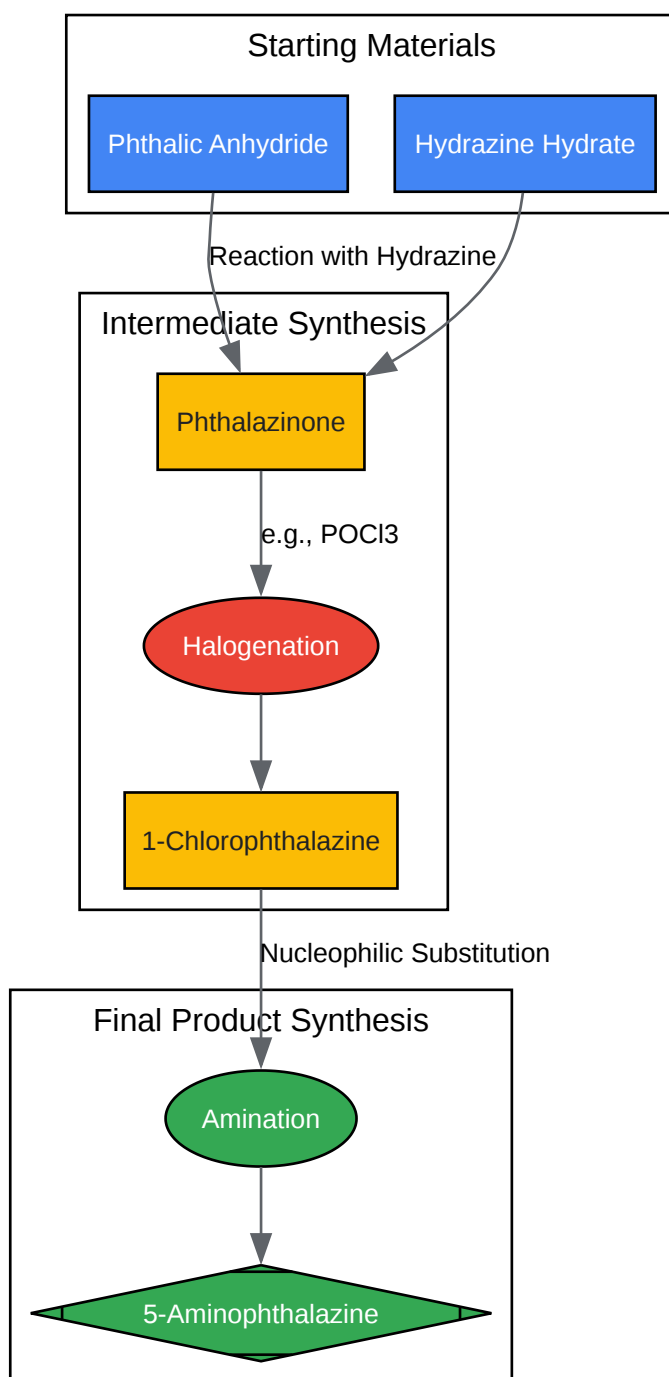 Starting Materials
Phthalic Anhydride
Hydrazine Hydrate
Reaction with Hydrazine
Intermediate Synthesis
Phthalazinone
e.g., POCl3
Halogenation
1-Chlorophthalazine
Nucleophilic Substitution
Final Product Synthesis
Amination
5-Aminophthalazine